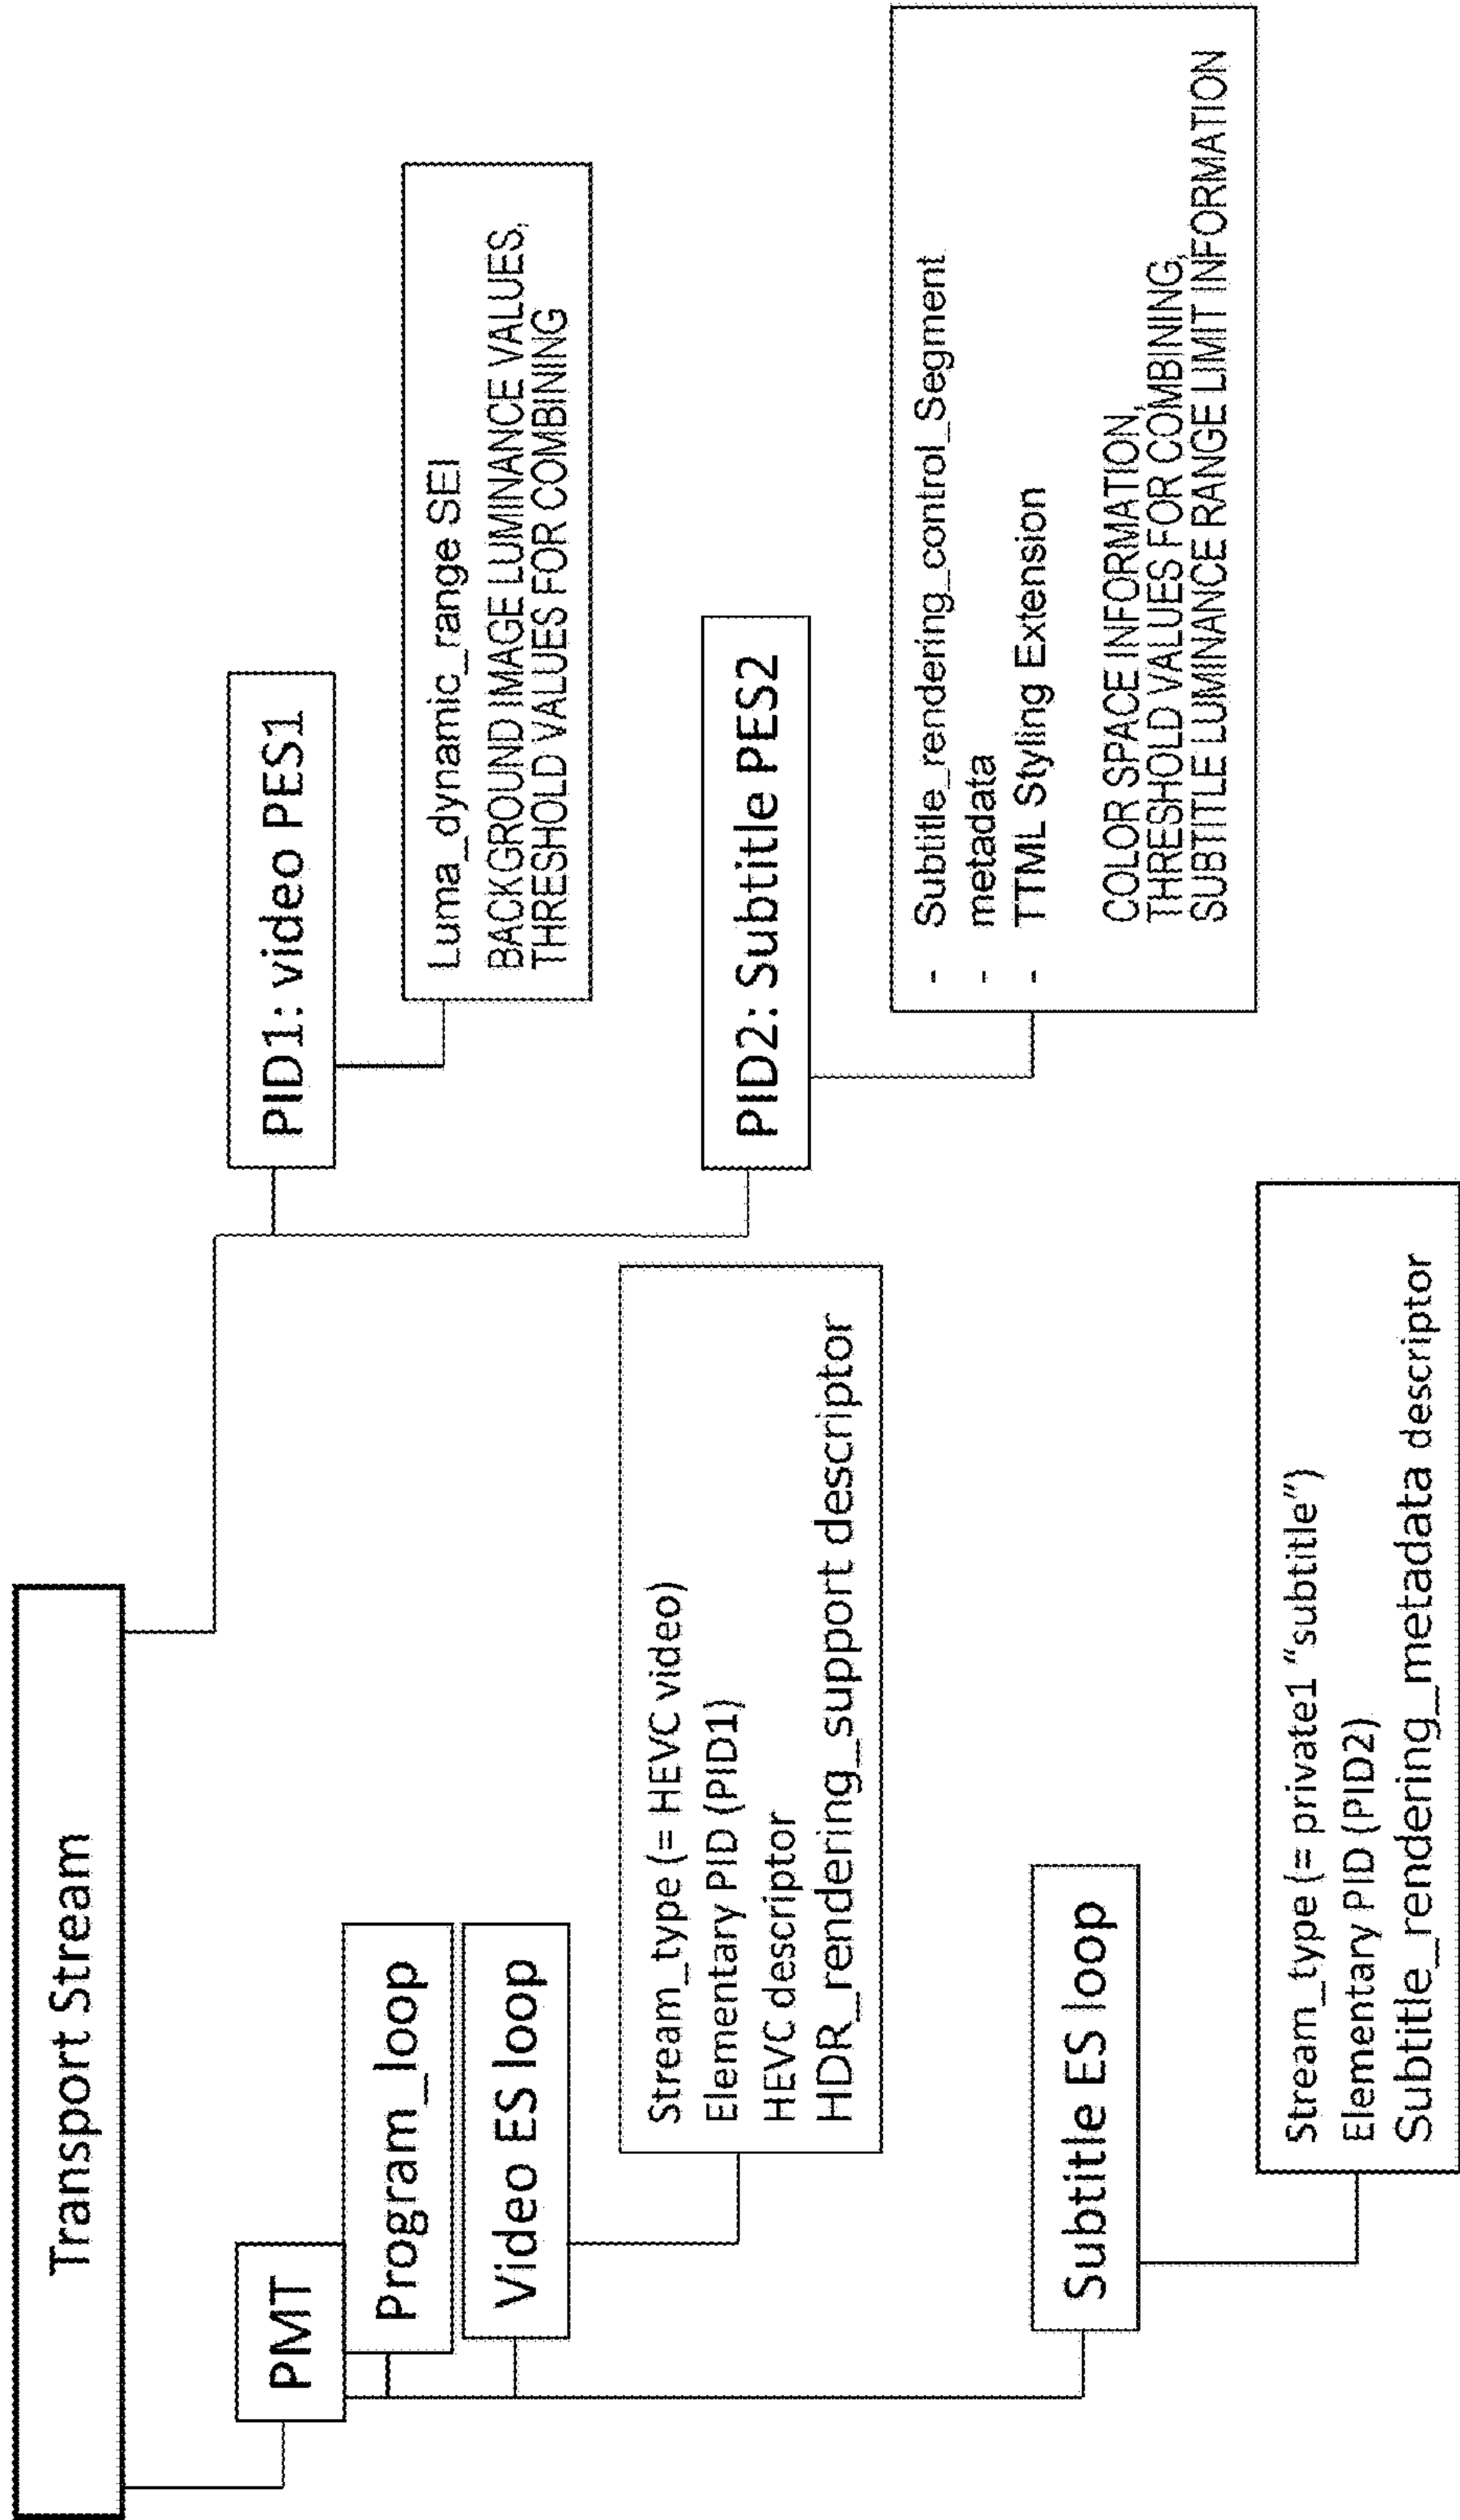 Transport Stream
PMT
Program_loop
Video ES loop
Stream_type (= HEVC video)
Elementary PID (PID1)
HEVC descriptor
HDR_rendering_support descriptor
Subtitle ES loop
Stream_type (= private1 “subtitle”)
Elementary PID (PID2)
Subtitle_rendering_metadata descriptor
PID1: video PES1
Luma_dynamic_range SEI
BACKGROUND IMAGE LUMINANCE VALUES,
THRESHOLD VALUES FOR COMBINING
PID2: Subtitle PES2
- Subtitle_rendering_control_Segment
- metadata
- TTML Styling Extension
COLOR SPACE INFORMATION,
THRESHOLD VALUES FOR COMBINING,
SUBTITLE LUMINANCE RANGE LIMIT INFORMATION